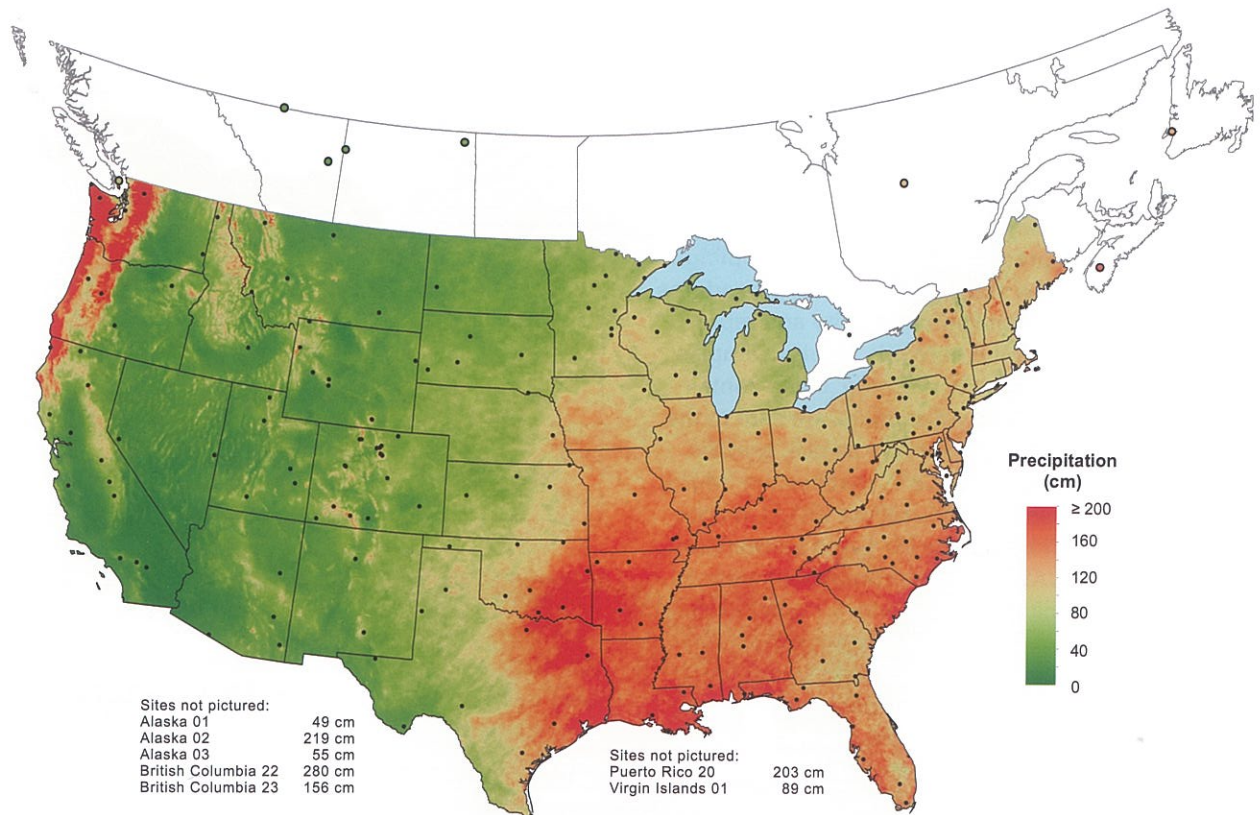 Precipitation
(cm)
≥ 200
160
120
80
40
0
Sites not pictured:
Alaska 01 49 cm
Alaska 02 219 cm
Alaska 03 55 cm
British Columbia 22 280 cm
British Columbia 23 156 cm
Sites not pictured:
Puerto Rico 20 203 cm
Virgin Islands 01 89 cm